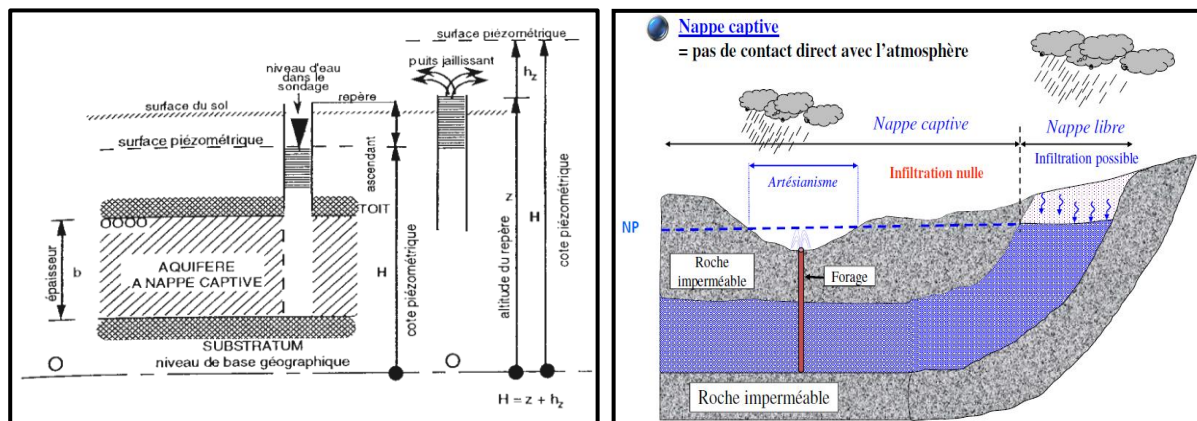 surface piézométrique
niveau d'eau
dans le
sondage
puits jaillissant
h_z
repère
surface du sol
surface piézométrique
ascendant
TOIT
épaisseur
b
AQUIFERE
A NAPPE CAPTIVE
H
cote piézométrique
z
altitude du repère
H
cote piézométrique
SUBSTRATUM
niveau de base géographique
O
O
H = z + h_z
Nappe captive
= pas de contact direct avec l'atmosphère
Nappe captive
Nappe libre
Artésianisme
Infiltration nulle
Infiltration possible
NP
Roche
imperméable
Forage
Roche imperméable